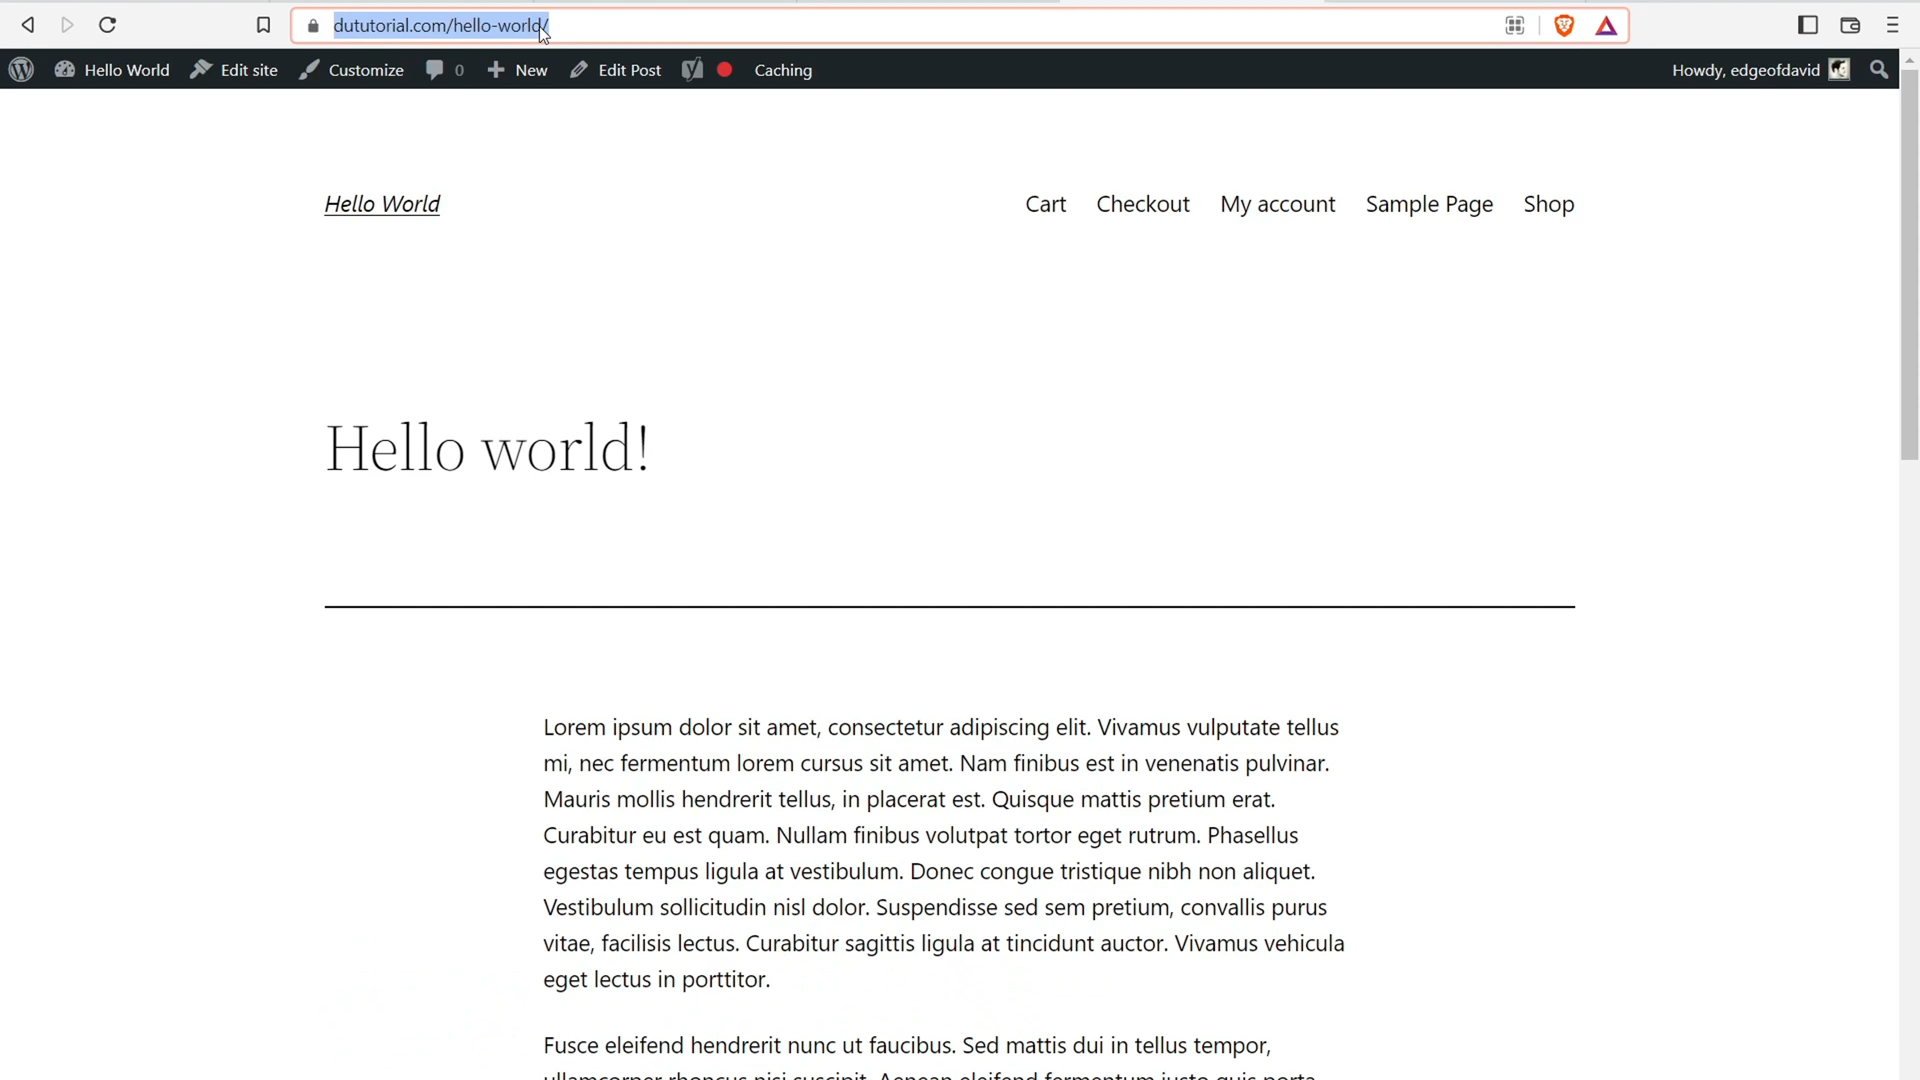 dututorial.com/hello-world/
Hello World Edit site Customize 0 New Edit Post Caching Howdy, edgeofdavid
Hello World Cart Checkout My account Sample Page Shop
Hello world!
Lorem ipsum dolor sit amet, consectetur adipiscing elit. Vivamus vulputate tellus
mi, nec fermentum lorem cursus sit amet. Nam finibus est in venenatis pulvinar.
Mauris mollis hendrerit tellus, in placerat est. Quisque mattis pretium erat.
Curabitur eu est quam. Nullam finibus volutpat tortor eget rutrum. Phasellus
egestas tempus ligula at vestibulum. Donec congue tristique nibh non aliquet.
Vestibulum sollicitudin nisl dolor. Suspendisse sed sem pretium, convallis purus
vitae, facilisis lectus. Curabitur sagittis ligula at tincidunt auctor. Vivamus vehicula
eget lectus in porttitor.
Fusce eleifend hendrerit nunc ut faucibus. Sed mattis dui in tellus tempor,